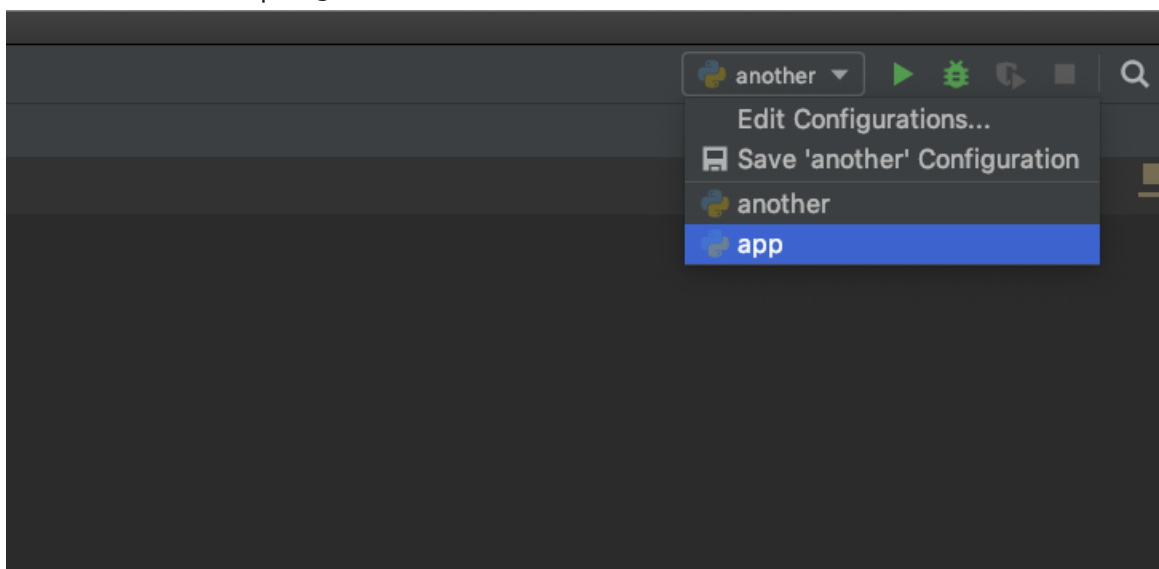 another
Edit Configurations...
Save 'another' Configuration
another
app